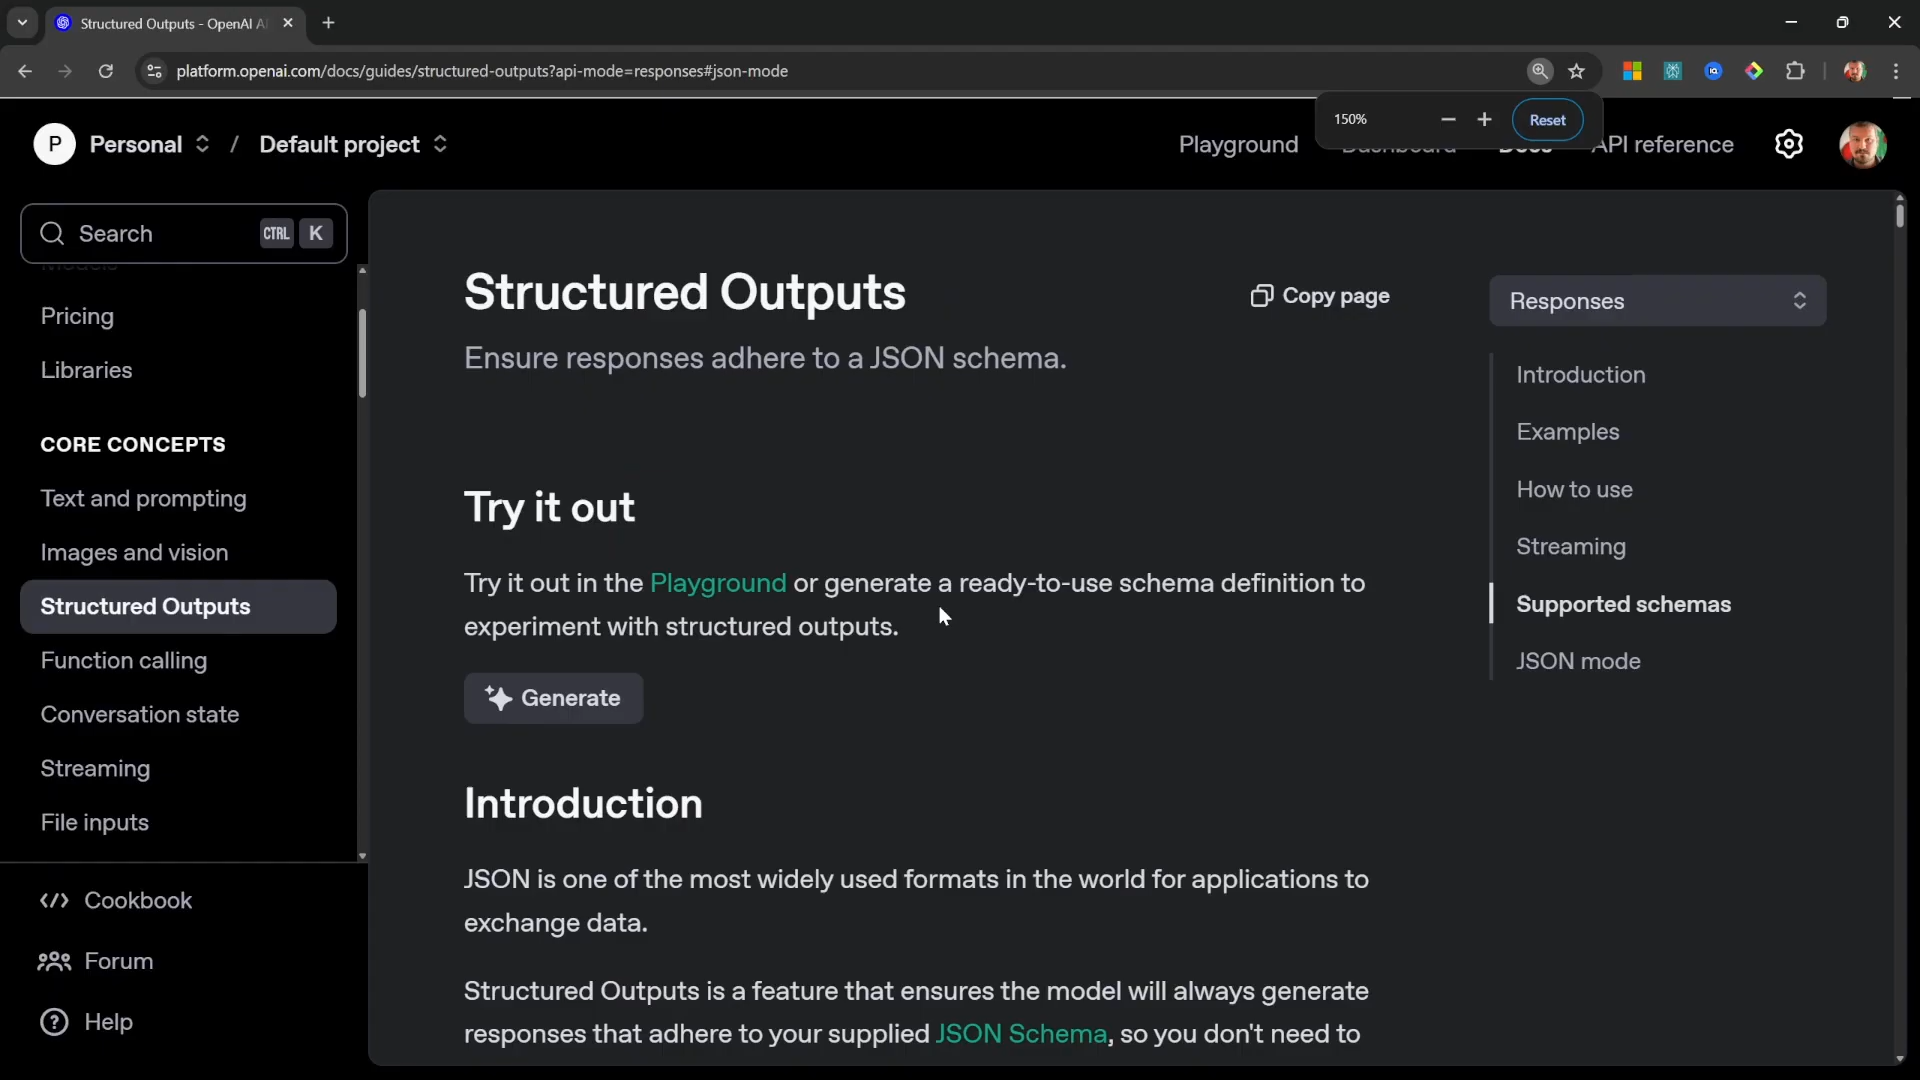 Structured Outputs - OpenAI A
platform.openai.com/docs/guides/structured-outputs?api-mode=responses#json-mode
150%
Reset
P
Personal / Default project
Playground
API reference
Search
CTRL K
Models
Pricing
Libraries
CORE CONCEPTS
Text and prompting
Images and vision
Structured Outputs
Function calling
Conversation state
Streaming
File inputs
Cookbook
Forum
Help
Structured Outputs
Copy page
Ensure responses adhere to a JSON schema.
Try it out
Try it out in the Playground or generate a ready-to-use schema definition to
experiment with structured outputs.
Generate
Introduction
JSON is one of the most widely used formats in the world for applications to
exchange data.
Structured Outputs is a feature that ensures the model will always generate
responses that adhere to your supplied JSON Schema, so you don't need to
Responses
Introduction
Examples
How to use
Streaming
Supported schemas
JSON mode